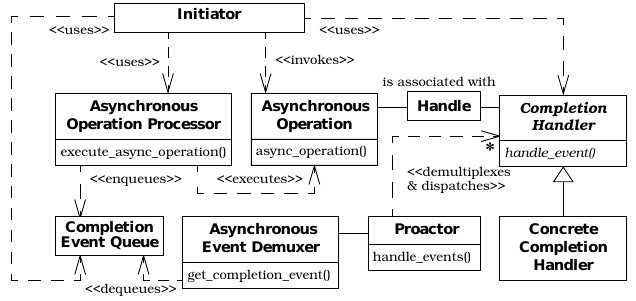 Initiator
<<uses>>
<<uses>>
<<uses>>
<<invokes>>
is associated with
Asynchronous
Operation Processor
execute_async_operation()
Asynchronous
Operation
async_operation()
Handle
Completion
Handler
handle_event()
*
<<enqueues>>
<<executes>>
<<demultiplexes
& dispatches>>
Completion
Event Queue
Asynchronous
Event Demuxer
get_completion_event()
Proactor
handle_events()
Concrete
Completion
Handler
<<dequeues>>